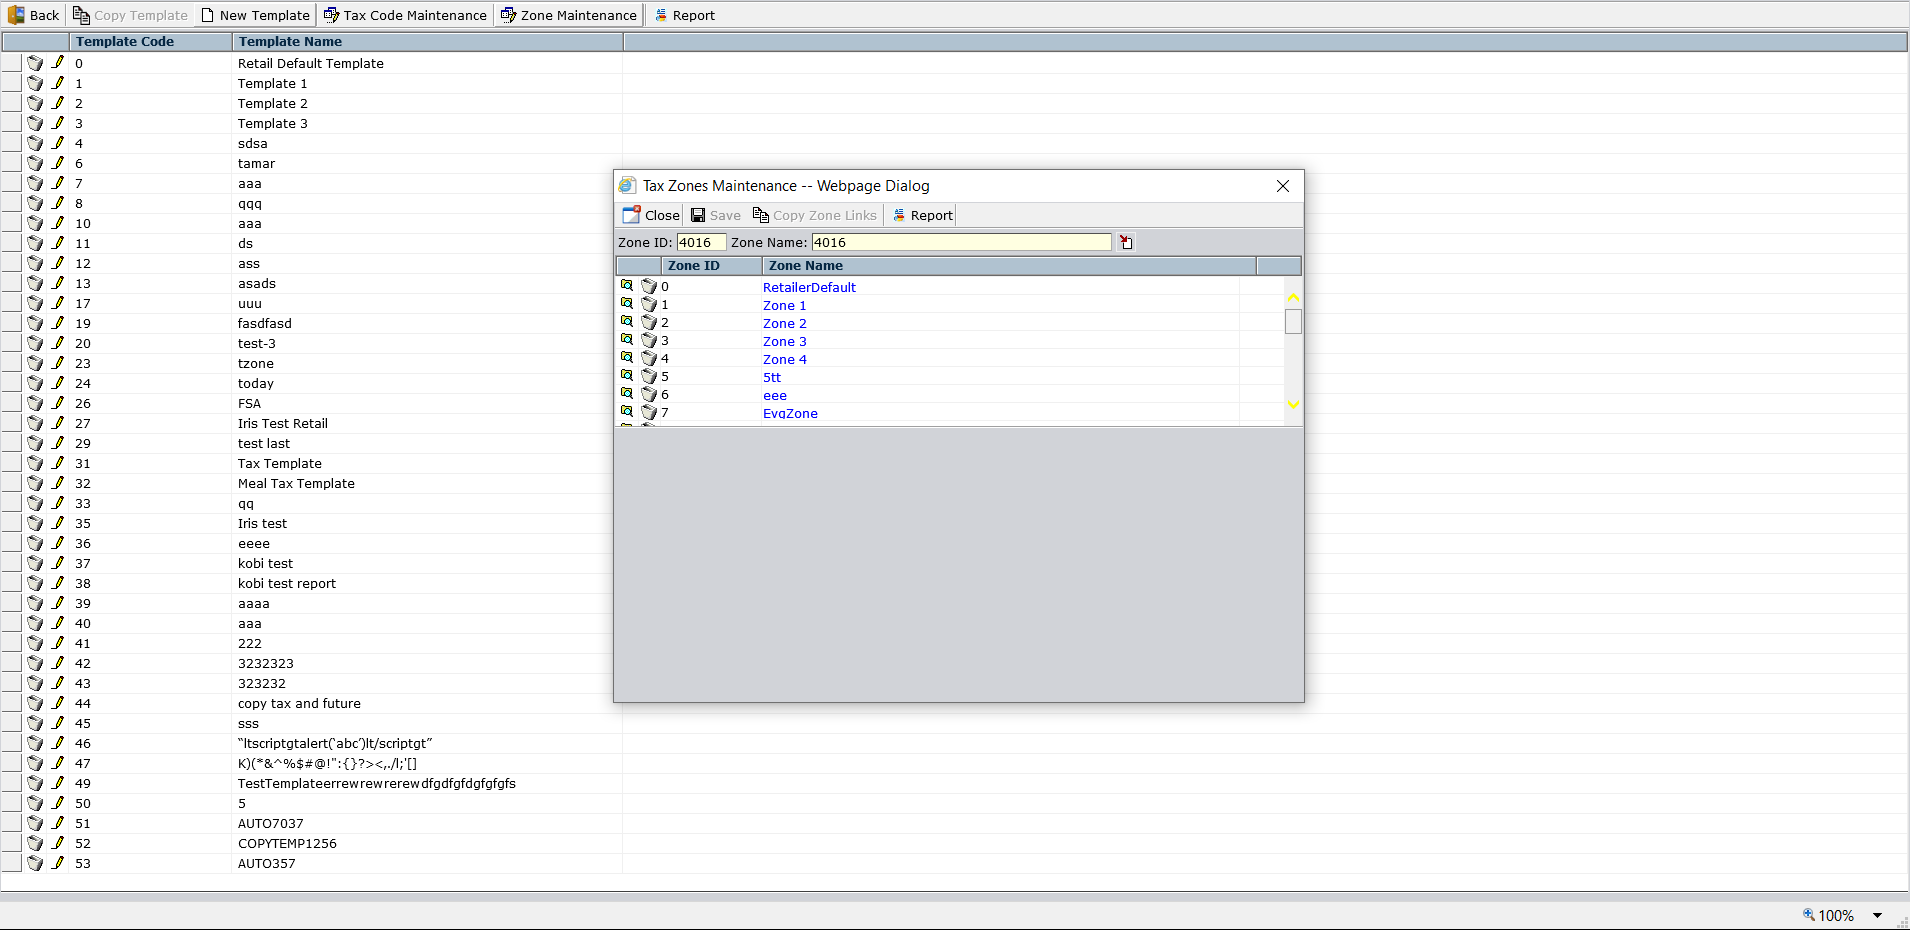 Back Copy Template New Template Tax Code Maintenance Zone Maintenance Report
Template Code Template Name
0 Retail Default Template
1 Template 1
2 Template 2
3 Template 3
4 sdsa
6 tamar
7 aaa
8 qqq
10 aaa
11 ds
12 ass
13 asads
17 uuu
19 fasdfasd
20 test-3
23 tzone
24 today
26 FSA
27 Iris Test Retail
29 test last
31 Tax Template
32 Meal Tax Template
33 qq
35 Iris test
36 eeee
37 kobi test
38 kobi test report
39 aaaa
40 aaa
41 222
42 3232323
43 323232
44 copy tax and future
45 sss
46 “ltscriptgtalert(‘abc’)lt/scriptgt”
47 K)(*&^%$#@!":{}?><,./l;'[]
49 TestTemplateerrewrewrerewdfgdfgfdgfgfgfs
50 5
51 AUTO7037
52 COPYTEMP1256
53 AUTO357
Tax Zones Maintenance -- Webpage Dialog
Close Save Copy Zone Links Report
Zone ID: 4016 Zone Name: 4016
Zone ID Zone Name
0 RetailerDefault
1 Zone 1
2 Zone 2
3 Zone 3
4 Zone 4
5 5tt
6 eee
7 EvgZone
100%